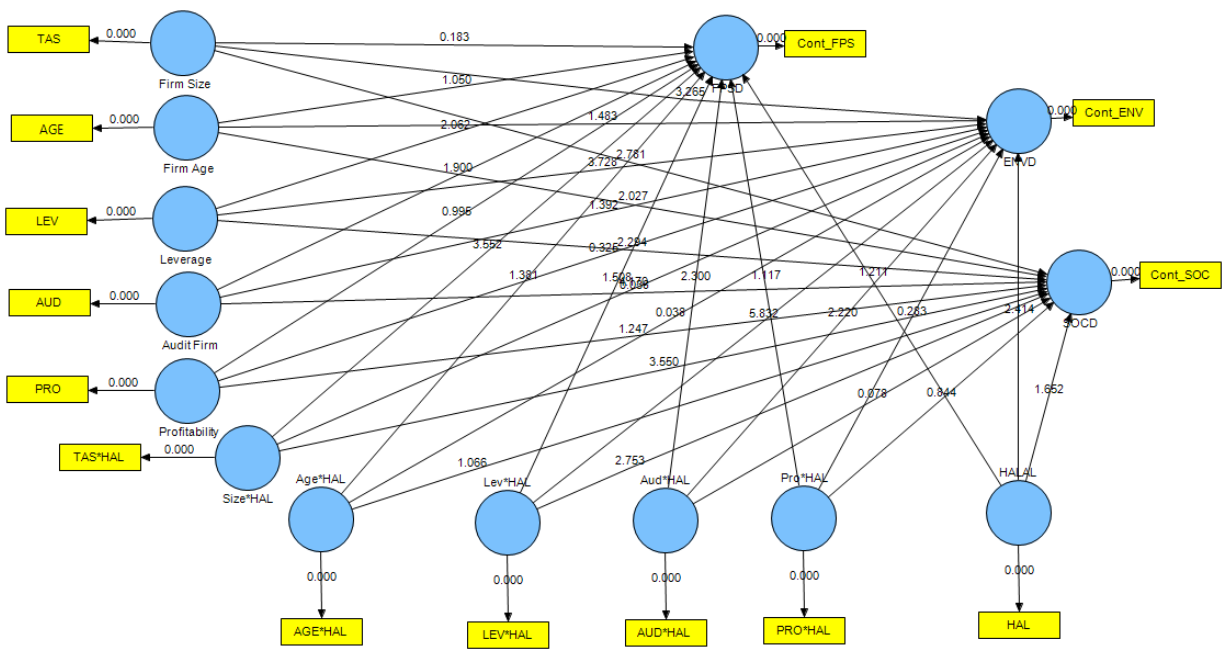 TAS
0.000
Firm Size
0.183
0.000
Cont_FPS
FPSD
AGE
0.000
Firm Age
1.050
3.265
0.000
Cont_ENV
ENVD
2.062
1.483
2.781
3.728
1.900
LEV
0.000
Leverage
2.027
1.392
0.995
3.552
0.325
2.294
0.000
Cont_SOC
SOCD
AUD
0.000
Audit Firm
1.381
2.300
1.117
1.211
0.038
5.832
2.220
0.283
2.414
1.247
PRO
0.000
Profitability
3.550
0.078
0.844
1.652
TAS*HAL
0.000
Size*HAL
1.066
2.753
Age*HAL
Lev*HAL
Aud*HAL
Pro*HAL
HALAL
0.000
0.000
0.000
0.000
0.000
AGE*HAL
LEV*HAL
AUD*HAL
PRO*HAL
HAL